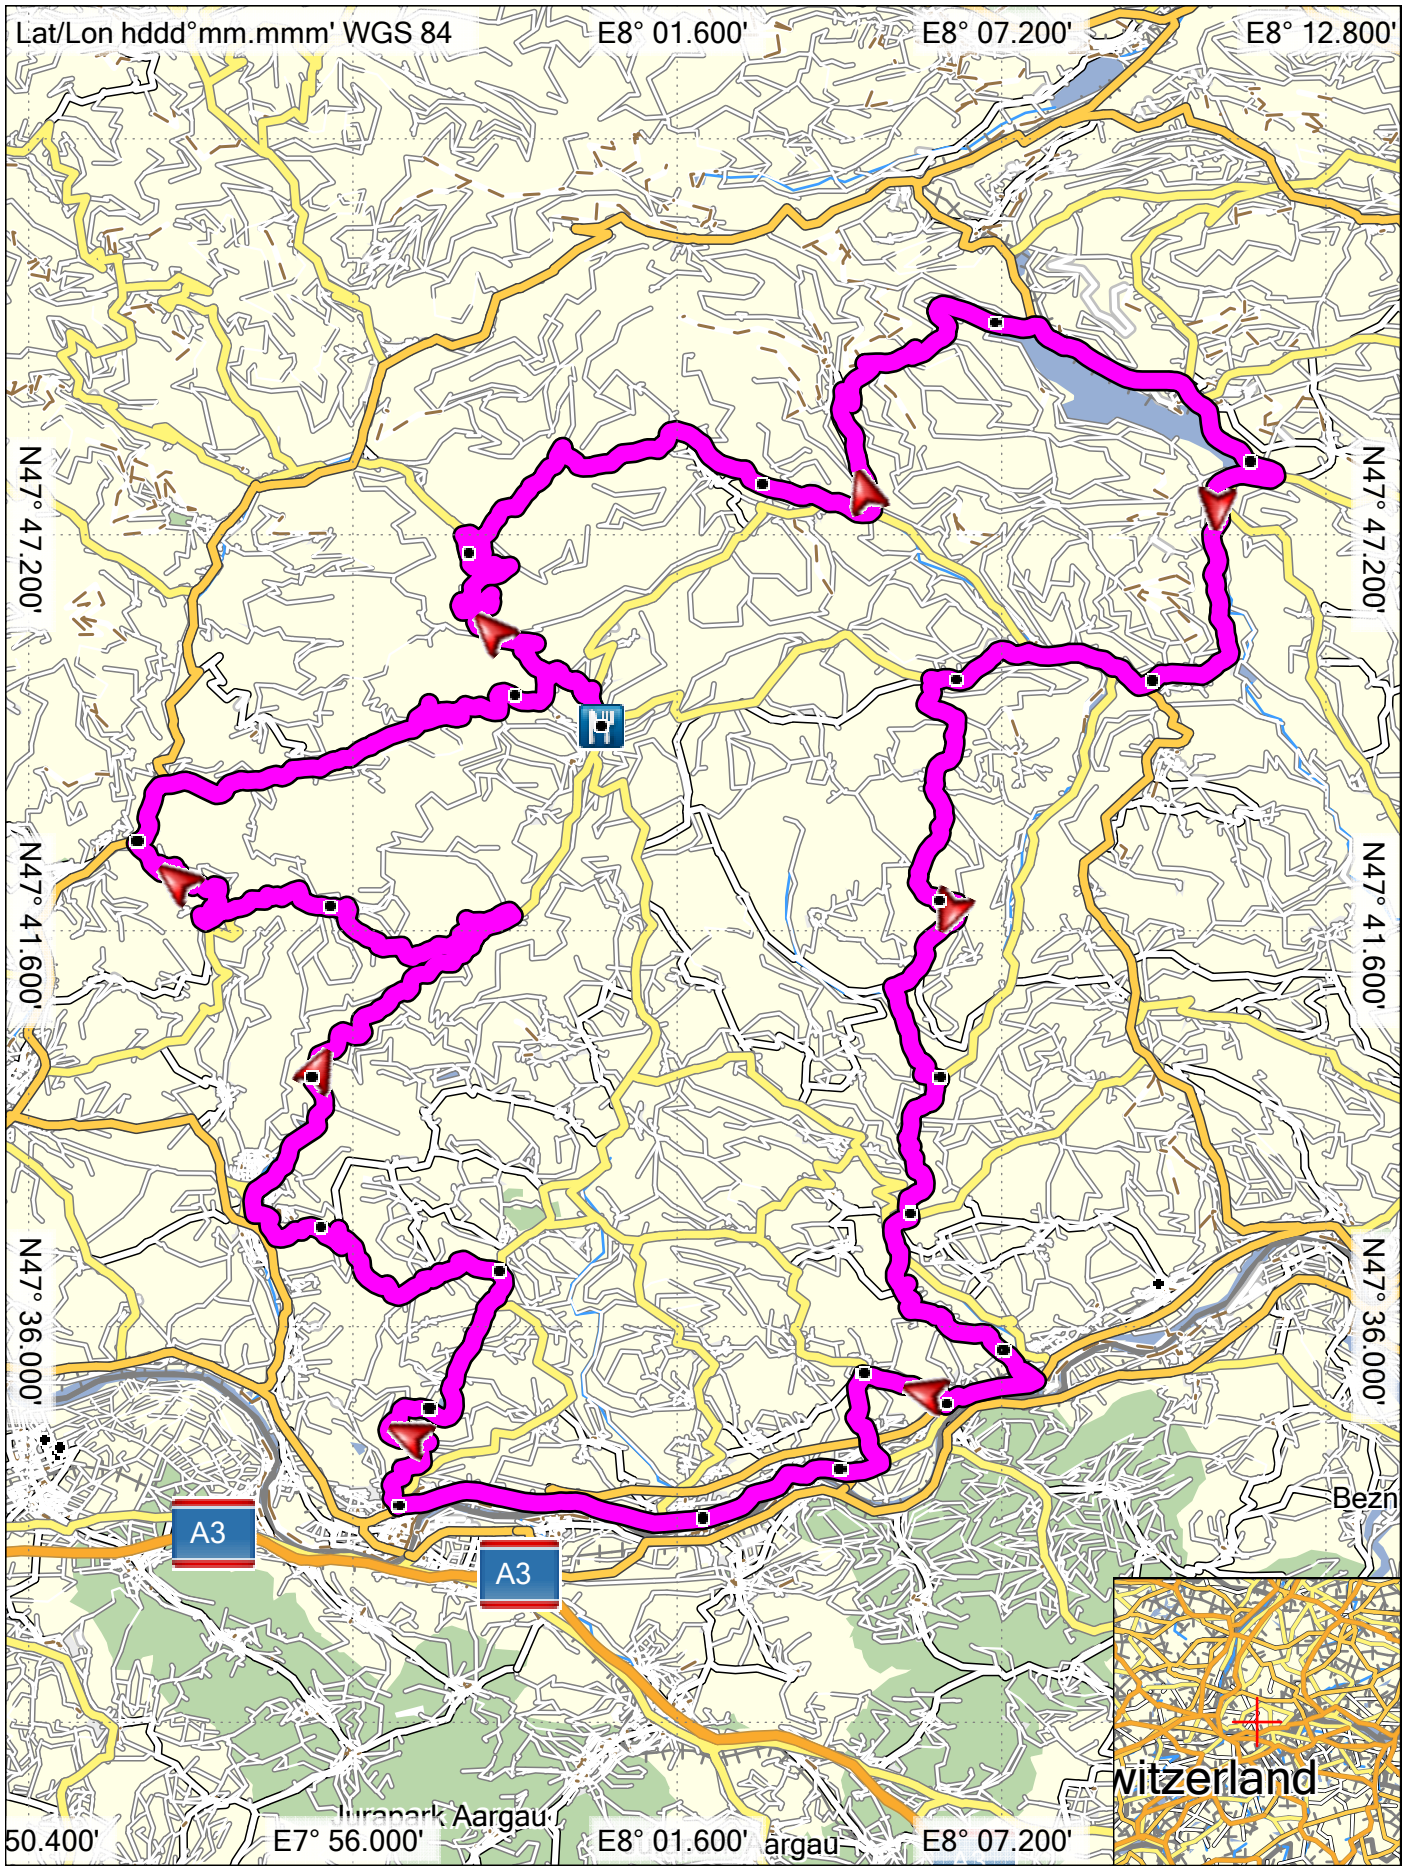 Lat/Lon hddd°mm.mmm' WGS 84
E8° 01.600'
E8° 07.200'
E8° 12.800'
N47° 47.200'
N47° 47.200'
N47° 41.600'
N47° 41.600'
N47° 36.000'
N47° 36.000'
Bezn
A3
A3
witzerland
Jurapark Aargau
50.400'
E7° 56.000'
E8° 01.600'
Aargau
E8° 07.200'